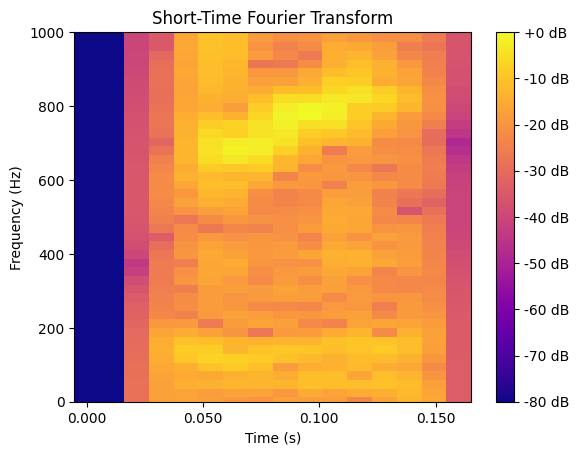 Short-Time Fourier Transform
1000
800
600
400
200
0
Frequency (Hz)
0.000
0.050
0.100
0.150
Time (s)
+0 dB
-10 dB
-20 dB
-30 dB
-40 dB
-50 dB
-60 dB
-70 dB
-80 dB